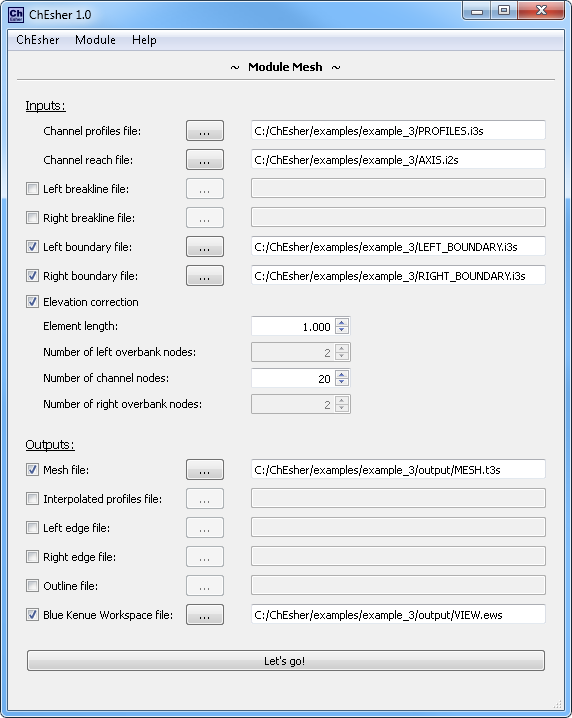 Ch Esher ChEsher 1.0
ChEsher Module Help
~ Module Mesh ~
Inputs:
Channel profiles file: ... C:/ChEsher/examples/example_3/PROFILES.i3s
Channel reach file: ... C:/ChEsher/examples/example_3/AXIS.i2s
Left breakline file: ...
Right breakline file: ...
Left boundary file: ... C:/ChEsher/examples/example_3/LEFT_BOUNDARY.i3s
Right boundary file: ... C:/ChEsher/examples/example_3/RIGHT_BOUNDARY.i3s
Elevation correction
Element length: 1.000
Number of left overbank nodes: 2
Number of channel nodes: 20
Number of right overbank nodes: 2
Outputs:
Mesh file: ... C:/ChEsher/examples/example_3/output/MESH.t3s
Interpolated profiles file: ...
Left edge file: ...
Right edge file: ...
Outline file: ...
Blue Kenue Workspace file: ... C:/ChEsher/examples/example_3/output/VIEW.ews
Let's go!